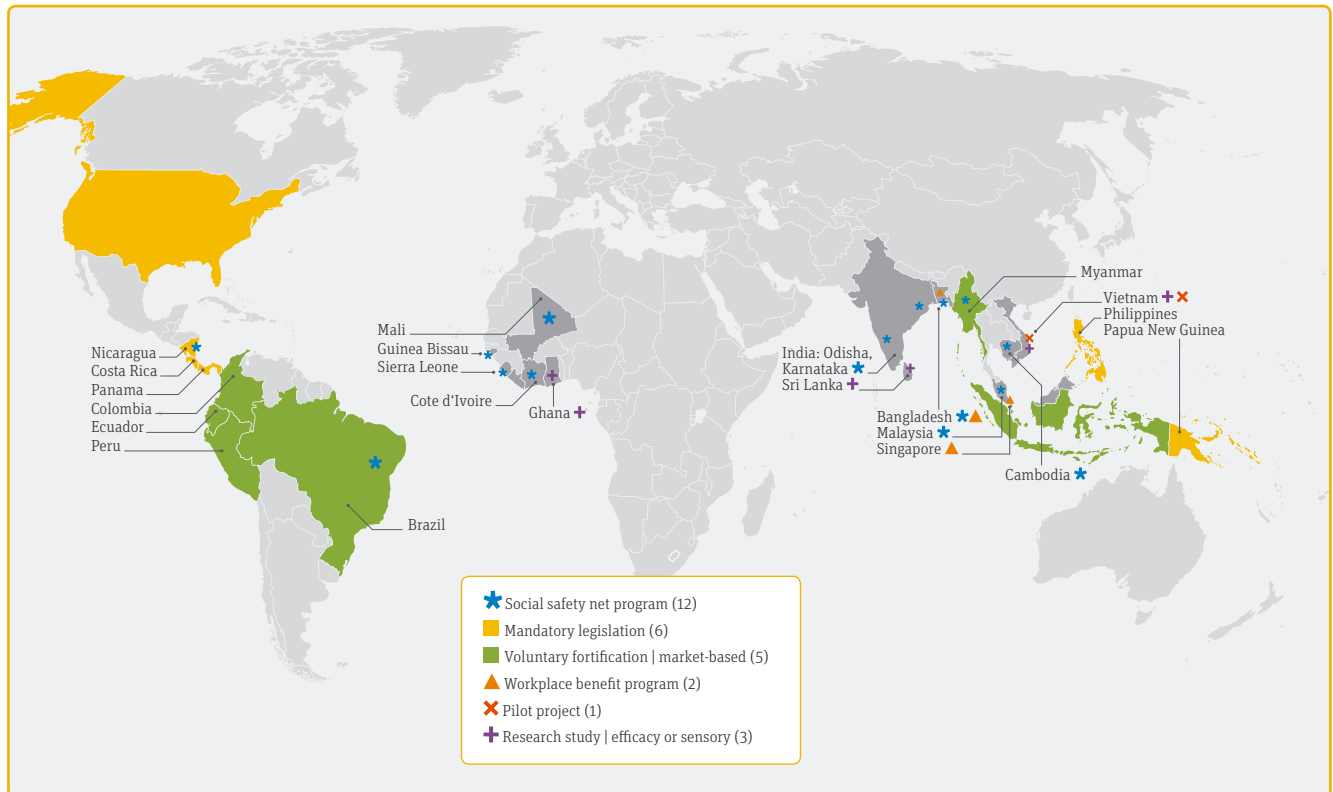 Nicaragua
Costa Rica
Panama
Colombia
Ecuador
Peru
Brazil
Mali
Guinea Bissau
Sierra Leone
Cote d‘Ivoire
Ghana
India: Odisha,
Karnataka
Sri Lanka
Bangladesh
Malaysia
Singapore
Cambodia
Myanmar
Vietnam
Philippines
Papua New Guinea
Social safety net program (12)
Mandatory legislation (6)
Voluntary fortification | market-based (5)
Workplace benefit program (2)
Pilot project (1)
Research study | efficacy or sensory (3)